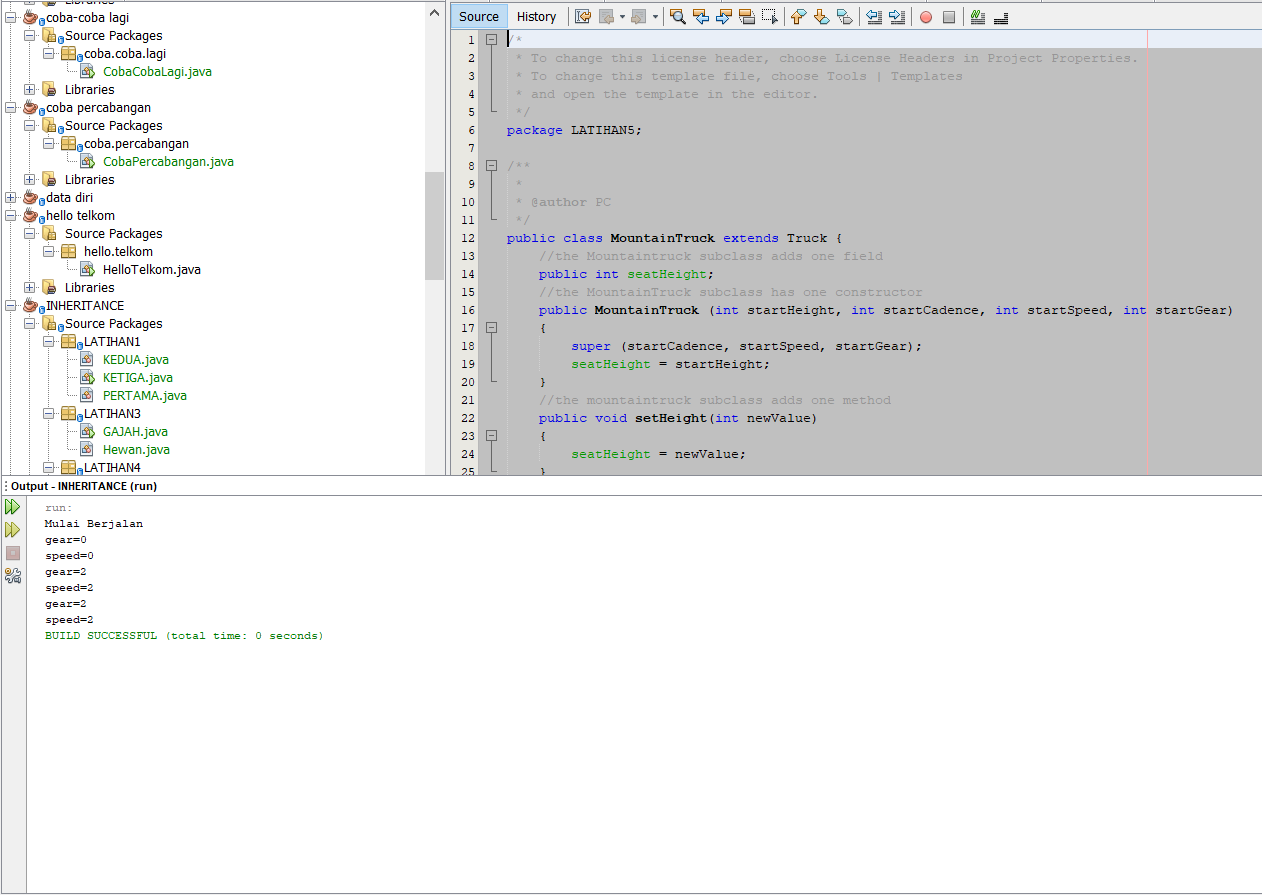 Libraries
coba-coba lagi
Source Packages
coba.coba.lagi
CobaCobaLagi.java
Libraries
coba percabangan
Source Packages
coba.percabangan
CobaPercabangan.java
Libraries
data diri
hello telkom
Source Packages
hello.telkom
HelloTelkom.java
Libraries
INHERITANCE
Source Packages
LATIHAN1
KEDUA.java
KETIGA.java
PERTAMA.java
LATIHAN3
GAJAH.java
Hewan.java
LATIHAN4
Source History
1 /*
2 * To change this license header, choose License Headers in Project Properties.
3 * To change this template file, choose Tools | Templates
4 * and open the template in the editor.
5 */
6 package LATIHAN5;
7
8 /**
9 *
10 * @author PC
11 */
12 public class MountainTruck extends Truck {
13 //the Mountaintruck subclass adds one field
14 public int seatHeight;
15 //the MountainTruck subclass has one constructor
16 public MountainTruck (int startHeight, int startCadence, int startSpeed, int startGear)
17 {
18 super (startCadence, startSpeed, startGear);
19 seatHeight = startHeight;
20 }
21 //the mountaintruck subclass adds one method
22 public void setHeight(int newValue)
23 {
24 seatHeight = newValue;
25 }
Output - INHERITANCE (run)
run:
Mulai Berjalan
gear=0
speed=0
gear=2
speed=2
gear=2
speed=2
BUILD SUCCESSFUL (total time: 0 seconds)